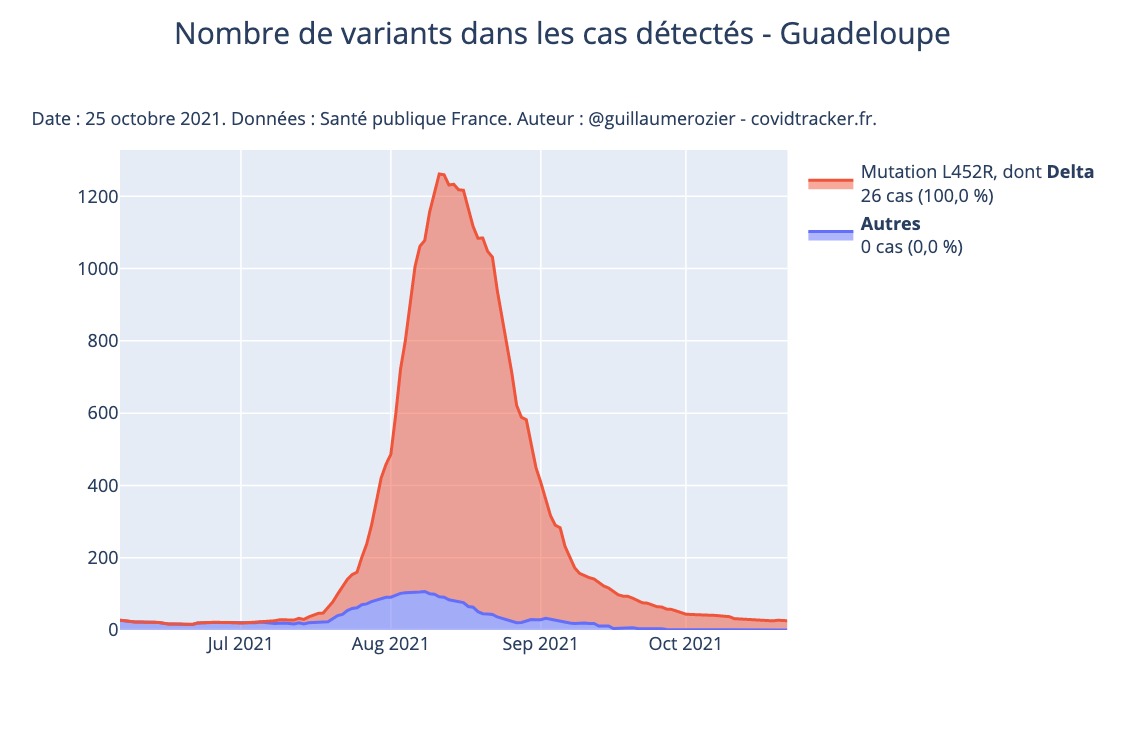 Nombre de variants dans les cas détectés - Guadeloupe
Date : 25 octobre 2021. Données : Santé publique France. Auteur : @guillaumerozier - covidtracker.fr.
Mutation L452R, dont Delta
26 cas (100,0 %)
Autres
0 cas (0,0 %)
1200
1000
800
600
400
200
0
Jul 2021
Aug 2021
Sep 2021
Oct 2021